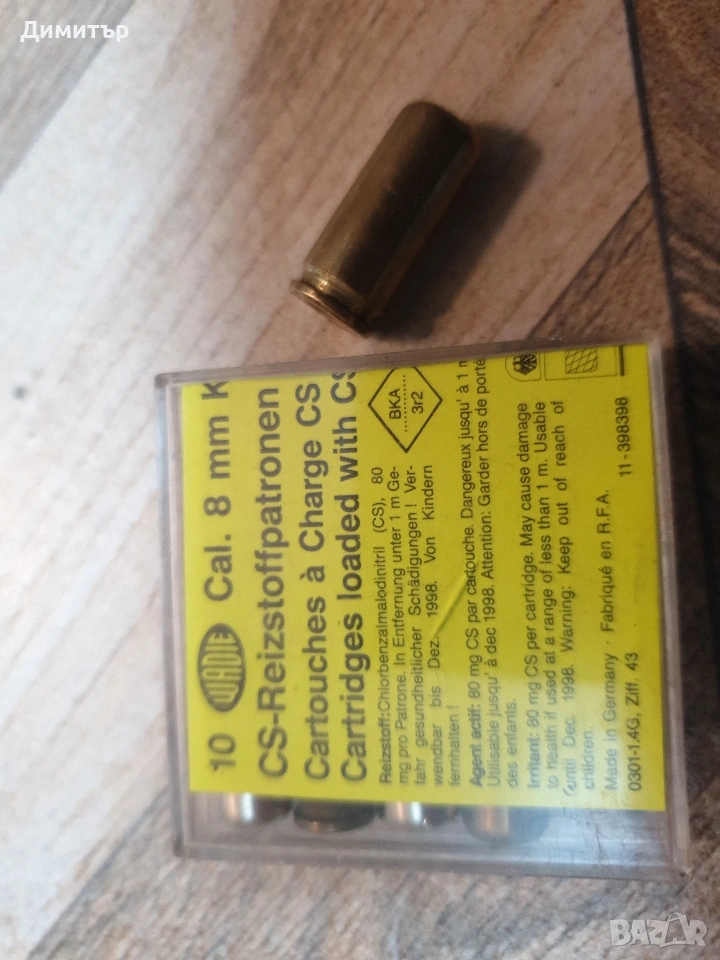 Димитър
10 WADIE Cal. 8 mm K
CS-Reizstoffpatronen
Cartouches à Charge CS
Cartridges loaded with CS
Reizstoff:Chlorbenzalmalodinitril (CS), 80
mg pro Patrone. In Entfernung unter 1 m Ge-
fahr gesundheitlicher Schädigungen! Ver-
wendbar bis Dez. 1998. Von Kindern
fernhalten!
BKA
3r2
Agent actif: 80 mg CS par cartouche. Dangereux jusqu' à 1 m
Utilisable jusqu' à dec 1998. Attention: Garder hors de porté
des enfants.
Irritant: 80 mg CS per cartridge. May cause damage
to health if used at a range of less than 1 m. Usable
until Dec. 1998. Warning: Keep out of reach of
children.
Made in Germany · Fabriqué en R.F.A.
0301-1.4G, Ziff. 43 11-398398
BAZAR